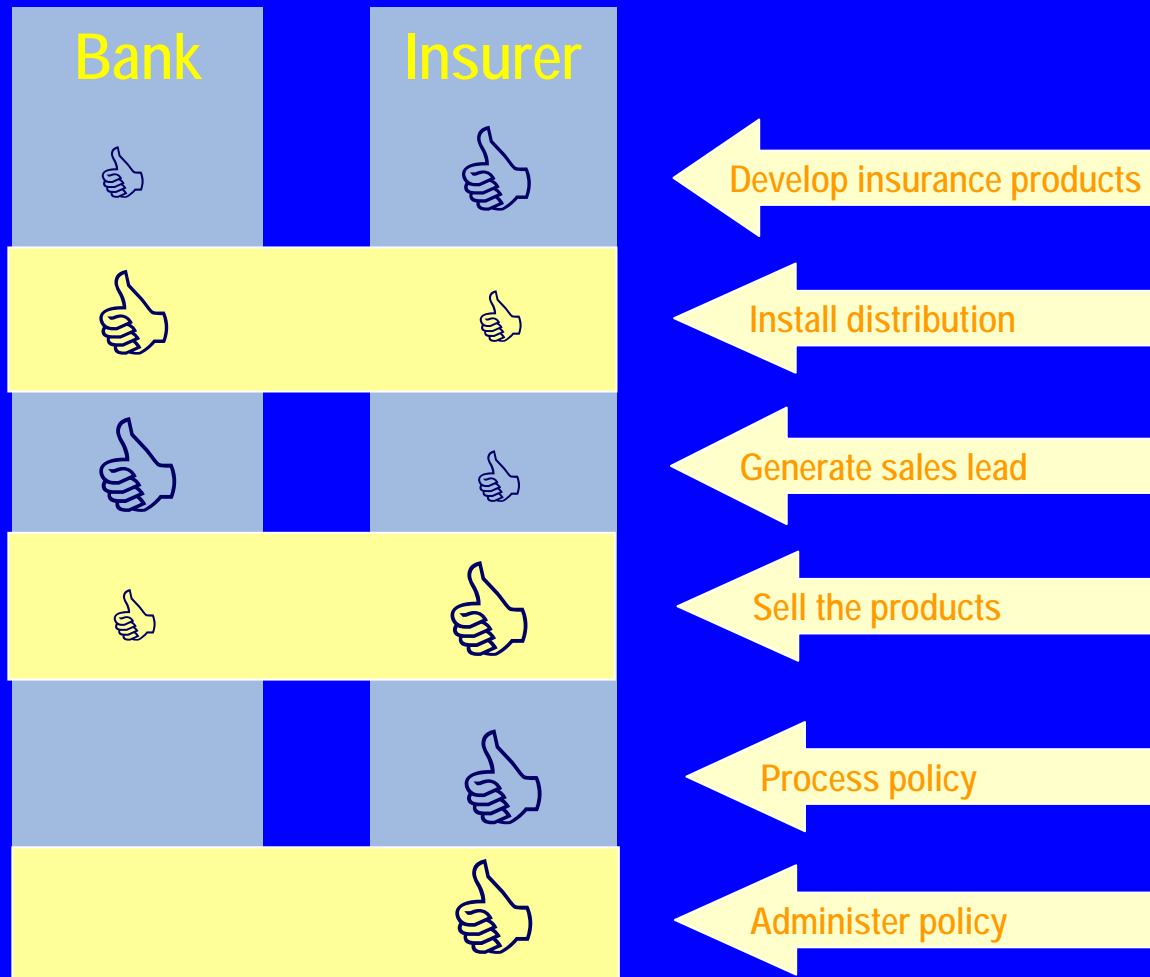 Bank
Insurer
Develop insurance products
Install distribution
Generate sales lead
Sell the products
Process policy
Administer policy